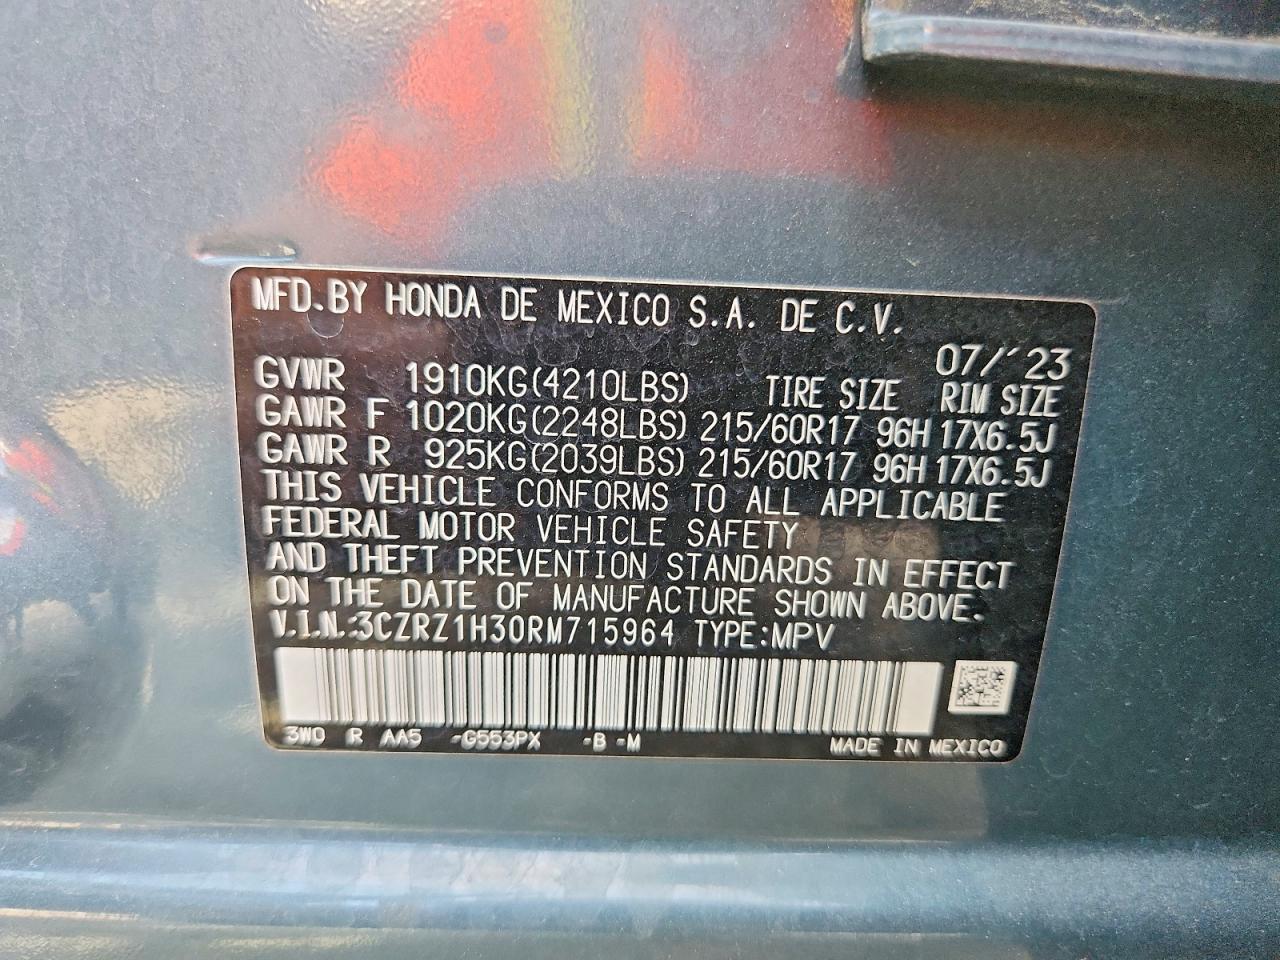 MFD.BY HONDA DE MEXICO S.A. DE C.V.
07/´23
GVWR 1910KG(4210LBS) TIRE SIZE RIM SIZE
GAWR F 1020KG(2248LBS) 215/60R17 96H 17X6.5J
GAWR R 925KG(2039LBS) 215/60R17 96H 17X6.5J
THIS VEHICLE CONFORMS TO ALL APPLICABLE
FEDERAL MOTOR VEHICLE SAFETY
AND THEFT PREVENTION STANDARDS IN EFFECT
ON THE DATE OF MANUFACTURE SHOWN ABOVE.
V.I.N.:3CZRZ1H30RM715964 TYPE:MPV
3W0 R AA5 -G553PX -B -M MADE IN MEXICO